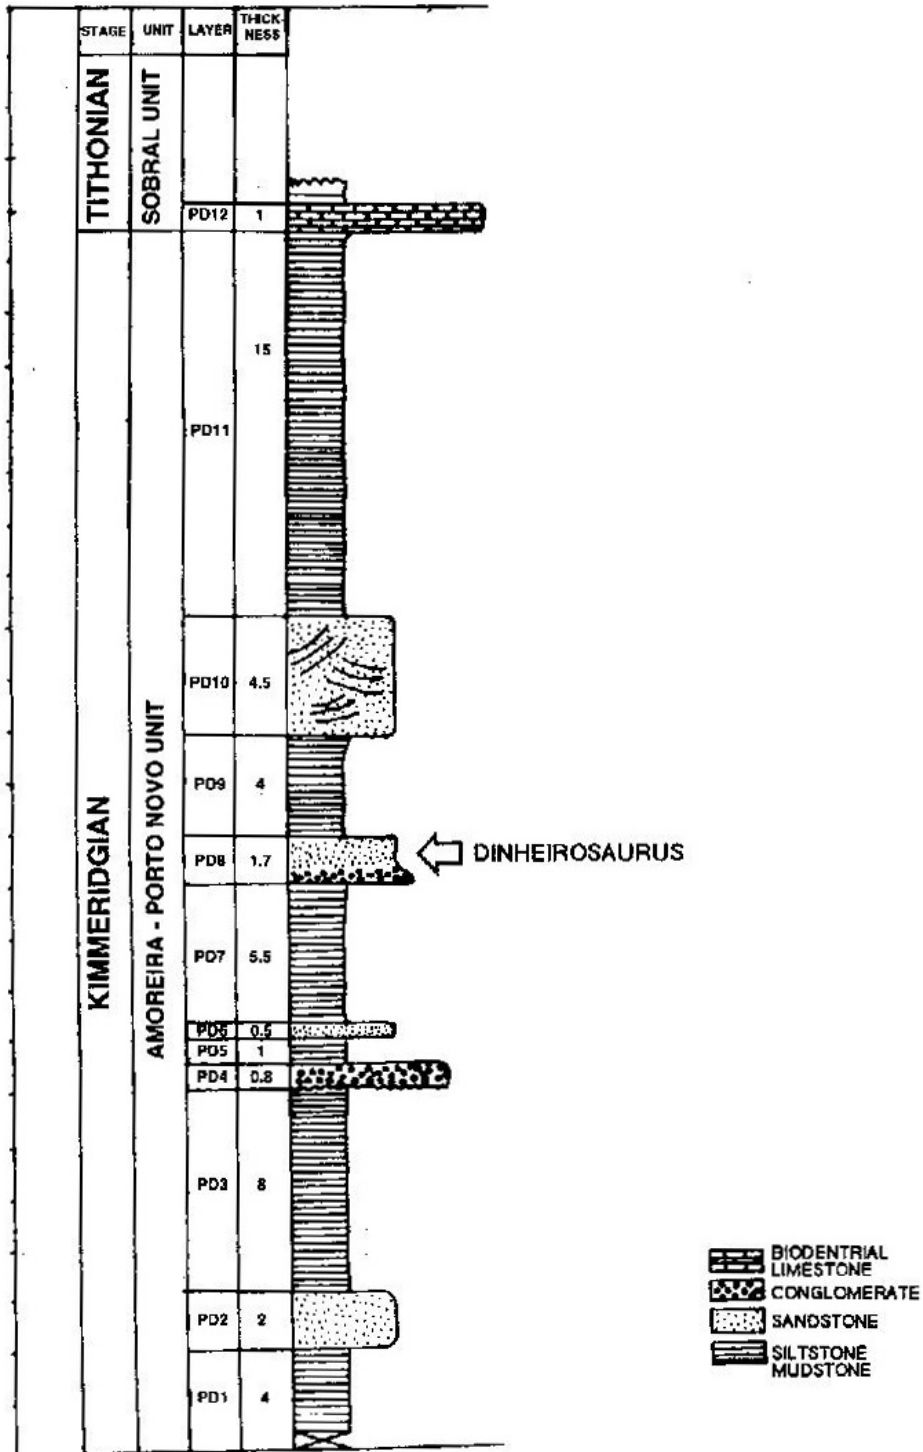 STAGE UNIT LAYER THICK-
NESS
TITHONIAN
SOBRAL UNIT
PD12 1
15
PD11
PD10 4.5
PD9 4
KIMMERIDGIAN
AMOREIRA - PORTO NOVO UNIT
PD8 1.7
DINHEIROSAURUS
PD7 5.5
PD6 0.5
PD5 1
PD4 0.8
PD3 8
PD2 2
PD1 4
BIODENTRIAL
LIMESTONE
CONGLOMERATE
SANDSTONE
SILTSTONE
MUDSTONE